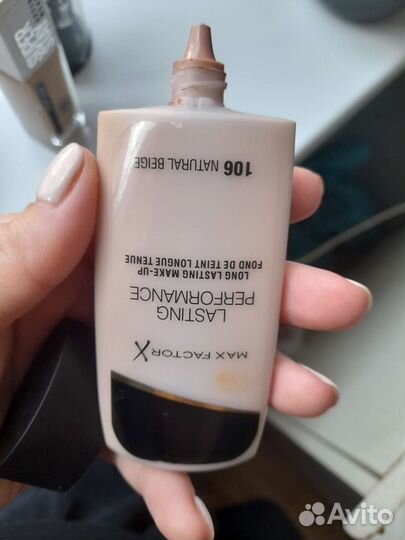 MAX FACTOR X
LASTING
PERFORMANCE
LONG LASTING MAKE-UP
FOND DE TEINT LONGUE TENUE
106 NATURAL BEIGE
Avito